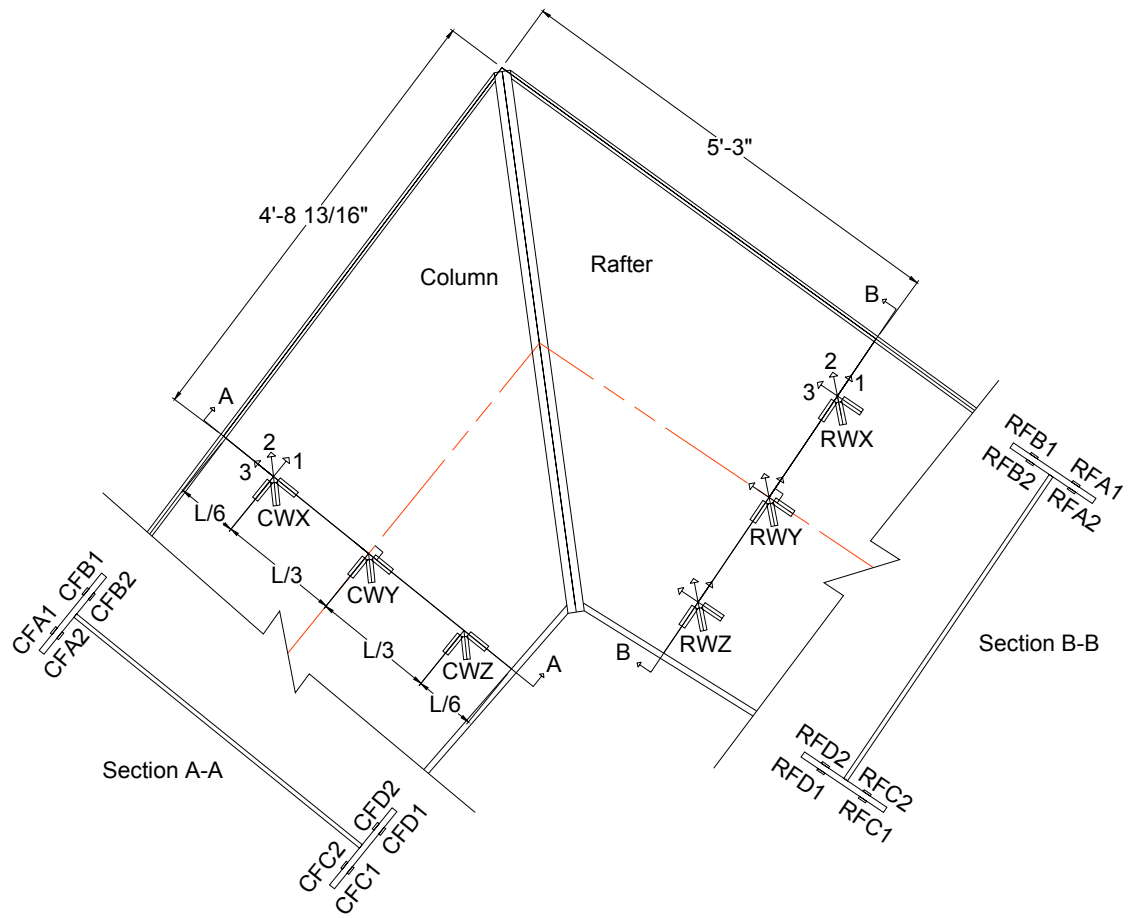 5'-3"
4'-8 13/16"
Column
Rafter
B
A
2
1
3
RWX
2
1
3
CWX
L/6
RWY
L/3
CWY
RWZ
B
L/3
CWZ
A
L/6
RFB1
RFA1
RFB2
RFA2
Section B-B
CFB1
CFA1
CFB2
CFA2
Section A-A
RFD2
RFC2
RFD1
RFC1
CFD2
CFD1
CFC2
CFC1